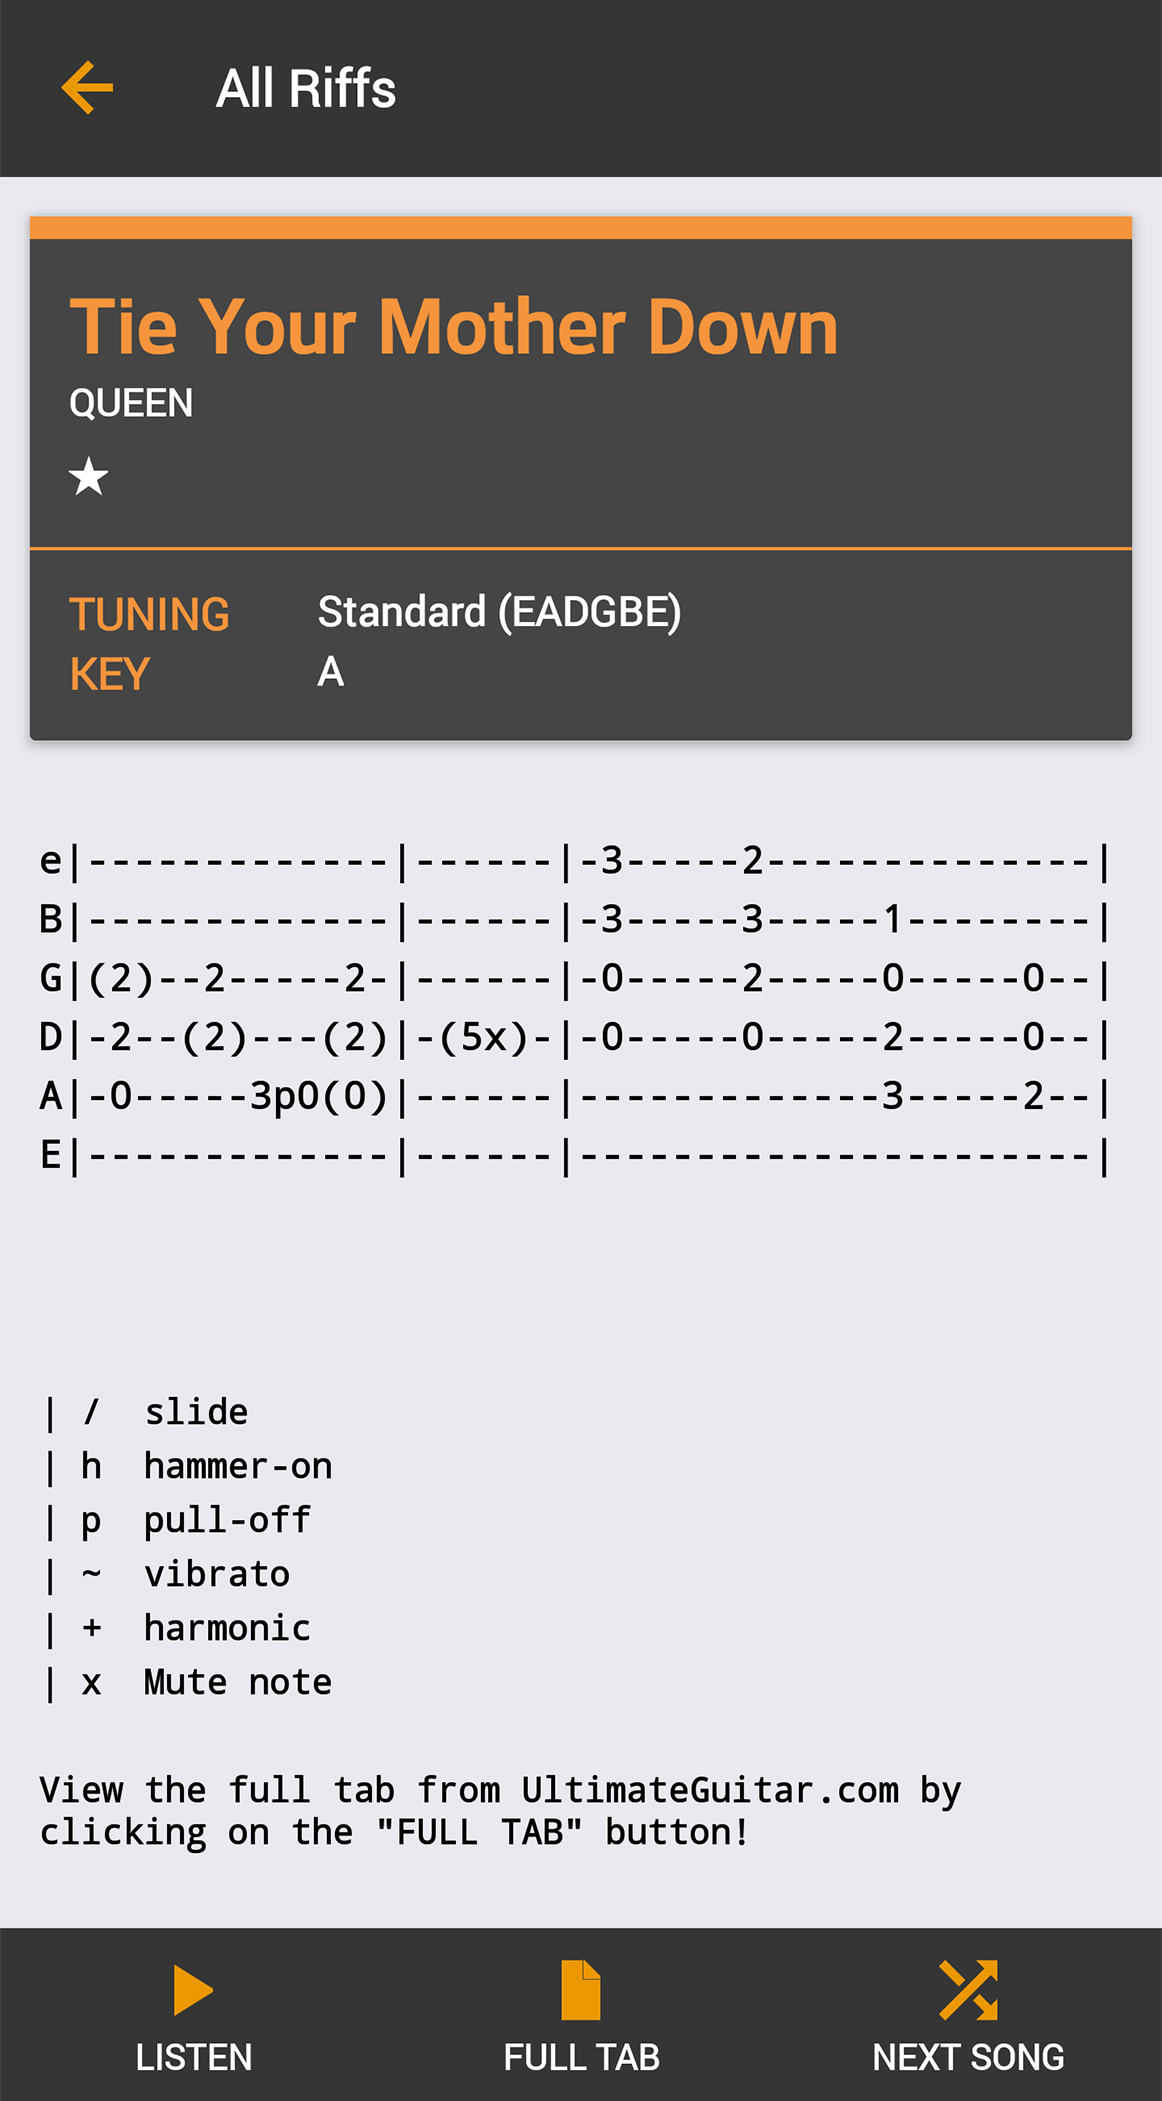 All Riffs
Tie Your Mother Down
QUEEN
TUNING Standard (EADGBE)
KEY A
e|-------------|------|-3-----2--------------|
B|-------------|------|-3-----3-----1--------|
G|(2)--2-----2-|------|-0-----2-----0-----0--|
D|-2--(2)---(2)|-(5x)-|-0-----0-----2-----0--|
A|-0-----3p0(0)|------|-------------3-----2--|
E|-------------|------|----------------------|
| / slide
| h hammer-on
| p pull-off
| ~ vibrato
| + harmonic
| x Mute note
View the full tab from UltimateGuitar.com by
clicking on the "FULL TAB" button!
LISTEN FULL TAB NEXT SONG